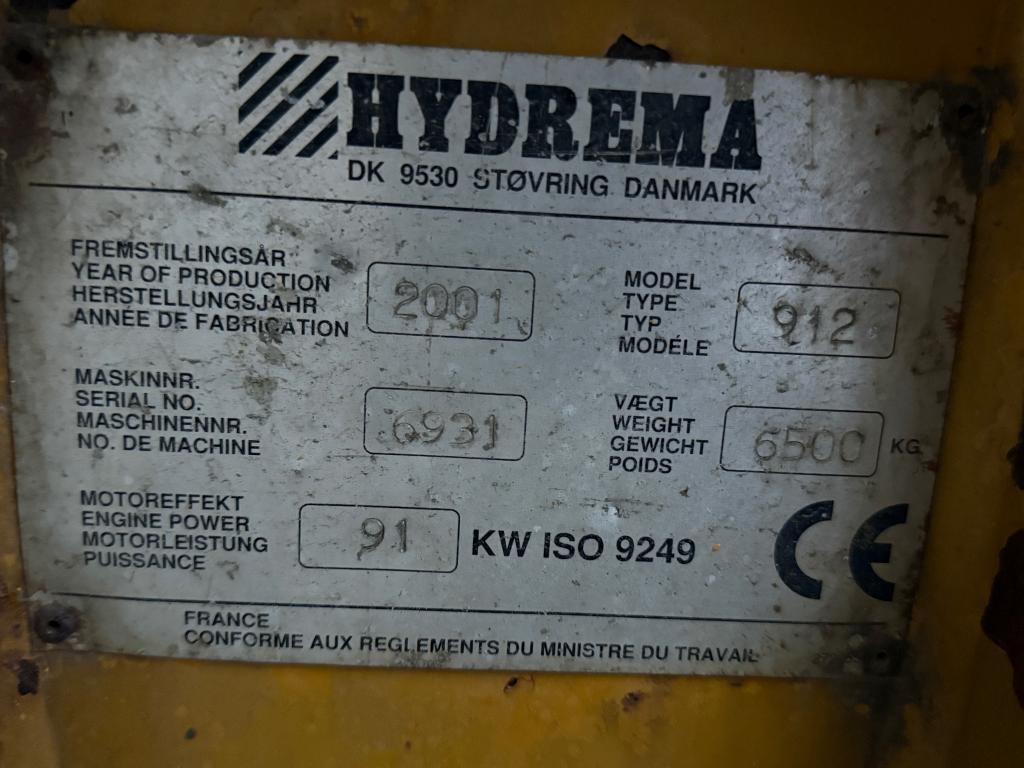 HYDREMA
DK 9530 STØVRING DANMARK
FREMSTILLINGSÅR
YEAR OF PRODUCTION
HERSTELLUNGSJAHR
ANNÉE DE FABRICATION
2001
MODEL
TYPE
TYP
MODÉLE
912
MASKINNR.
SERIAL NO.
MASCHINENNR.
NO. DE MACHINE
6931
VÆGT
WEIGHT
GEWICHT
POIDS
6500 KG
MOTOREFFEKT
ENGINE POWER
MOTORLEISTUNG
PUISSANCE
91 KW ISO 9249
CE
FRANCE
CONFORME AUX REGLEMENTS DU MINISTRE DU TRAVAIL